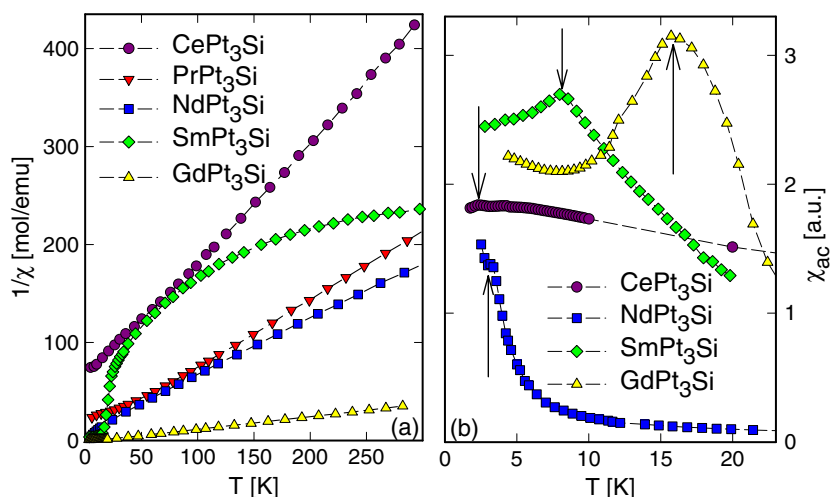 400
300
200
100
0
1/χ [mol/emu]
CePt₃Si
PrPt₃Si
NdPt₃Si
SmPt₃Si
GdPt₃Si
(a)
0 50 100 150 200 250
T [K]
CePt₃Si
NdPt₃Si
SmPt₃Si
GdPt₃Si
(b)
0 5 10 15 20
T [K]
3
2
1
0
χac [a.u.]